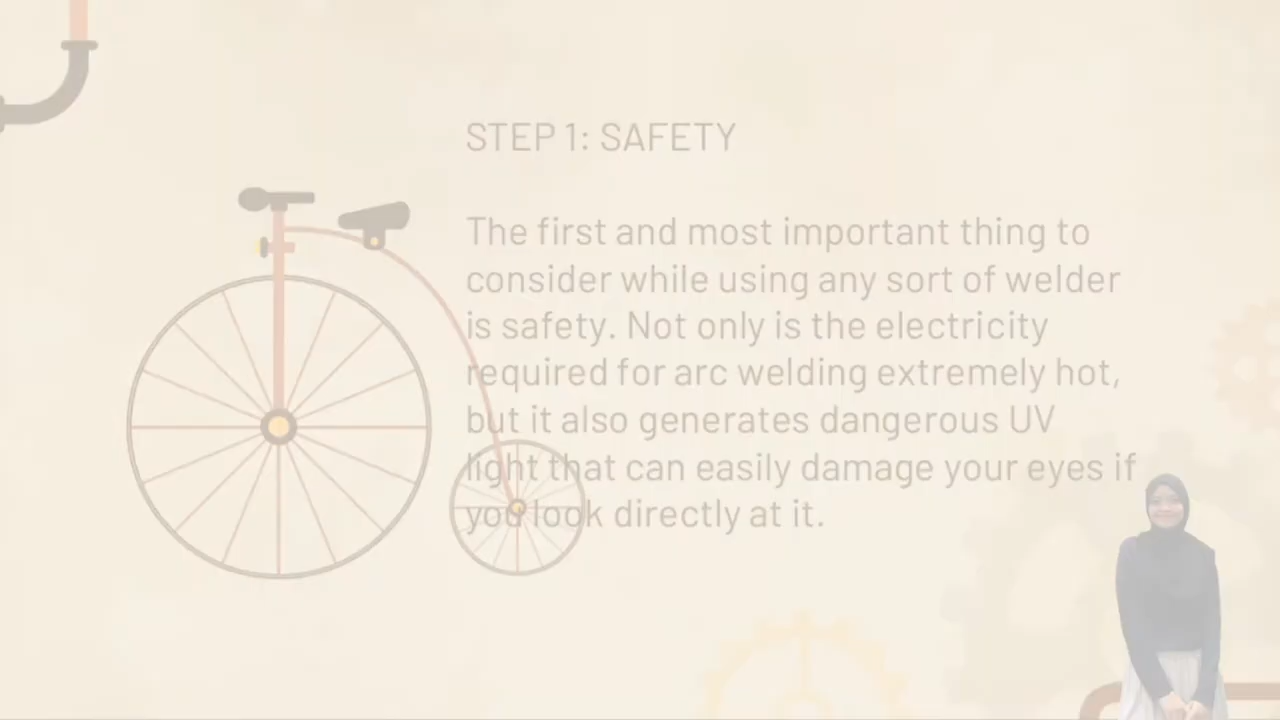 STEP 1: SAFETY
The first and most important thing to
consider while using any sort of welder
is safety. Not only is the electricity
required for arc welding extremely hot,
but it also generates dangerous UV
light that can easily damage your eyes if
you look directly at it.